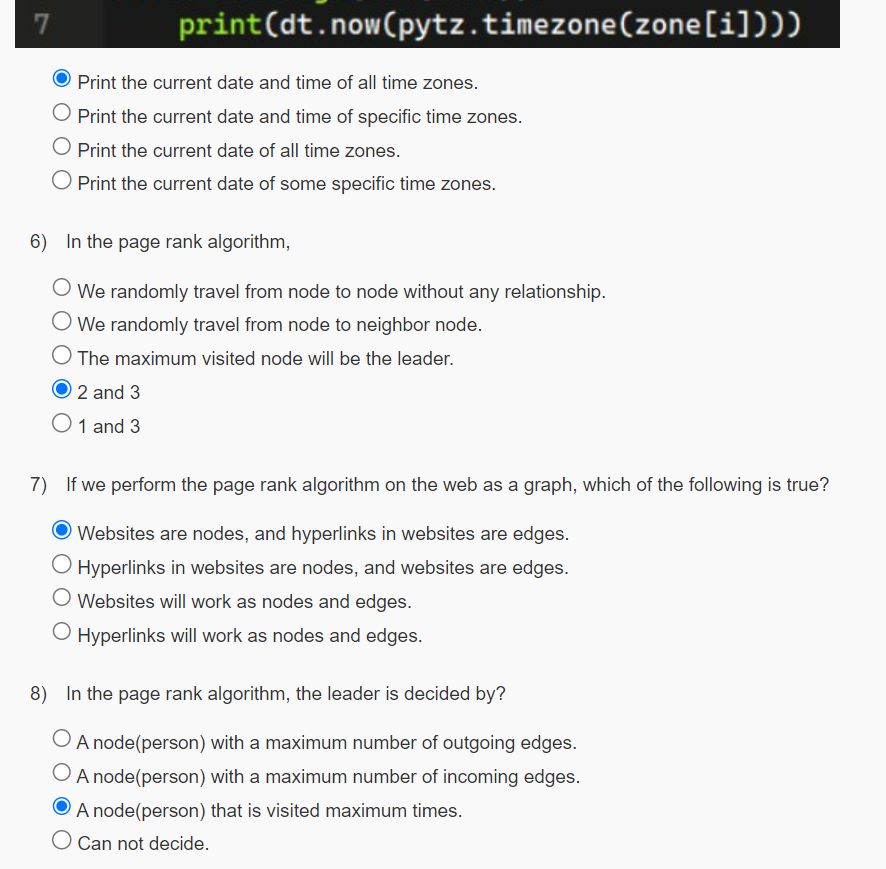 7 print(dt.now(pytz.timezone(zone[i])))
Print the current date and time of all time zones.
Print the current date and time of specific time zones.
Print the current date of all time zones.
Print the current date of some specific time zones.
6) In the page rank algorithm,
We randomly travel from node to node without any relationship.
We randomly travel from node to neighbor node.
The maximum visited node will be the leader.
2 and 3
1 and 3
7) If we perform the page rank algorithm on the web as a graph, which of the following is true?
Websites are nodes, and hyperlinks in websites are edges.
Hyperlinks in websites are nodes, and websites are edges.
Websites will work as nodes and edges.
Hyperlinks will work as nodes and edges.
8) In the page rank algorithm, the leader is decided by?
A node(person) with a maximum number of outgoing edges.
A node(person) with a maximum number of incoming edges.
A node(person) that is visited maximum times.
Can not decide.